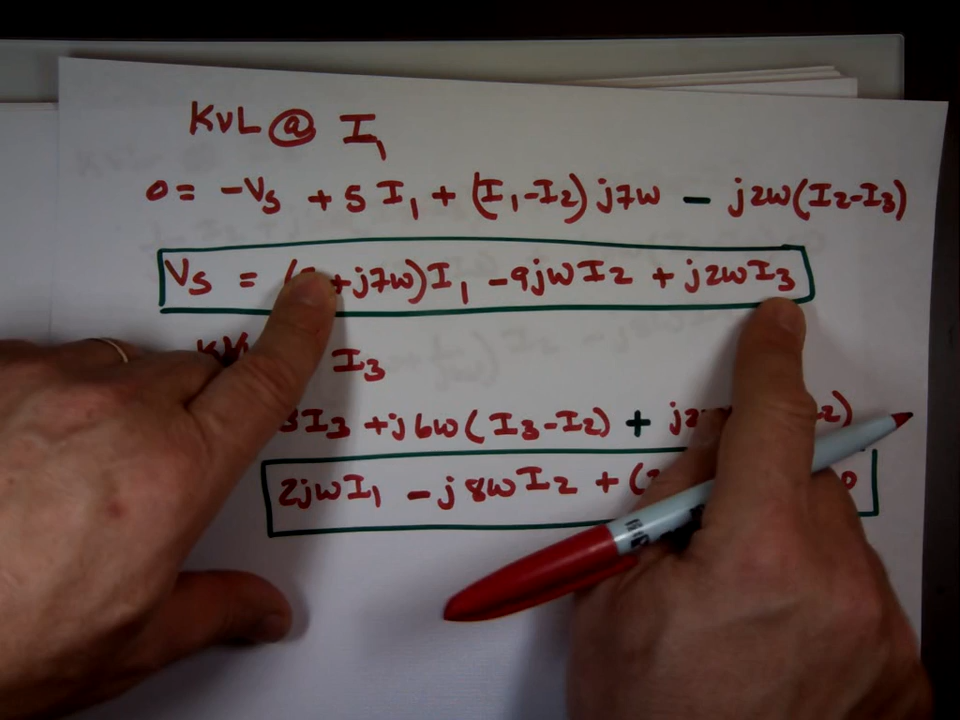 KVL @ I₁
0 = -Vs + 5 I₁ + (I₁-I₂) j7w - j2w(I₂-I₃)
Vs = ( +j7w)I₁ - 9jwI₂ + j2wI₃
I₃
3I₃ + j6w(I₃-I₂) +
2jwI₁ - j8wI₂ + (